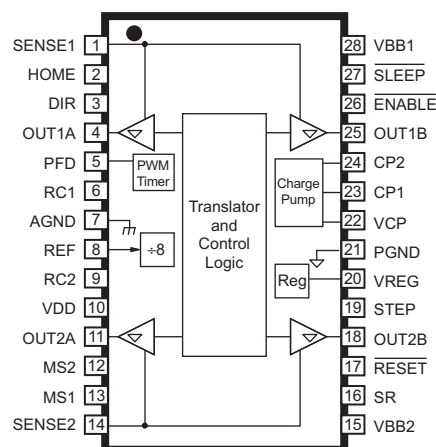 SENSE1 1
HOME 2
DIR 3
OUT1A 4
PFD 5
RC1 6
AGND 7
REF 8
RC2 9
VDD 10
OUT2A 11
MS2 12
MS1 13
SENSE2 14
PWM
Timer
÷8
Translator
and
Control
Logic
Charge
Pump
Reg
28 VBB1
27 SLEEP
26 ENABLE
25 OUT1B
24 CP2
23 CP1
22 VCP
21 PGND
20 VREG
19 STEP
18 OUT2B
17 RESET
16 SR
15 VBB2